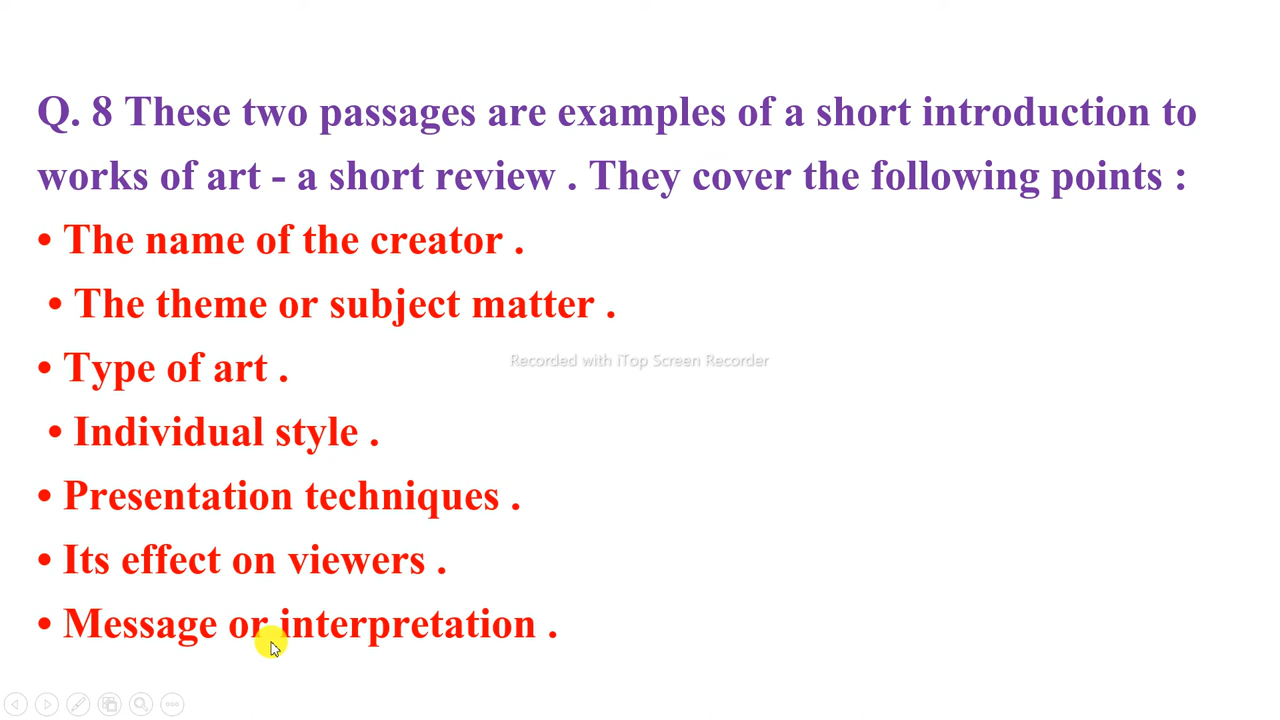 Q. 8 These two passages are examples of a short introduction to
works of art - a short review . They cover the following points :
• The name of the creator .
• The theme or subject matter .
• Type of art .
Recorded with iTop Screen Recorder
• Individual style .
• Presentation techniques .
• Its effect on viewers .
• Message or interpretation .